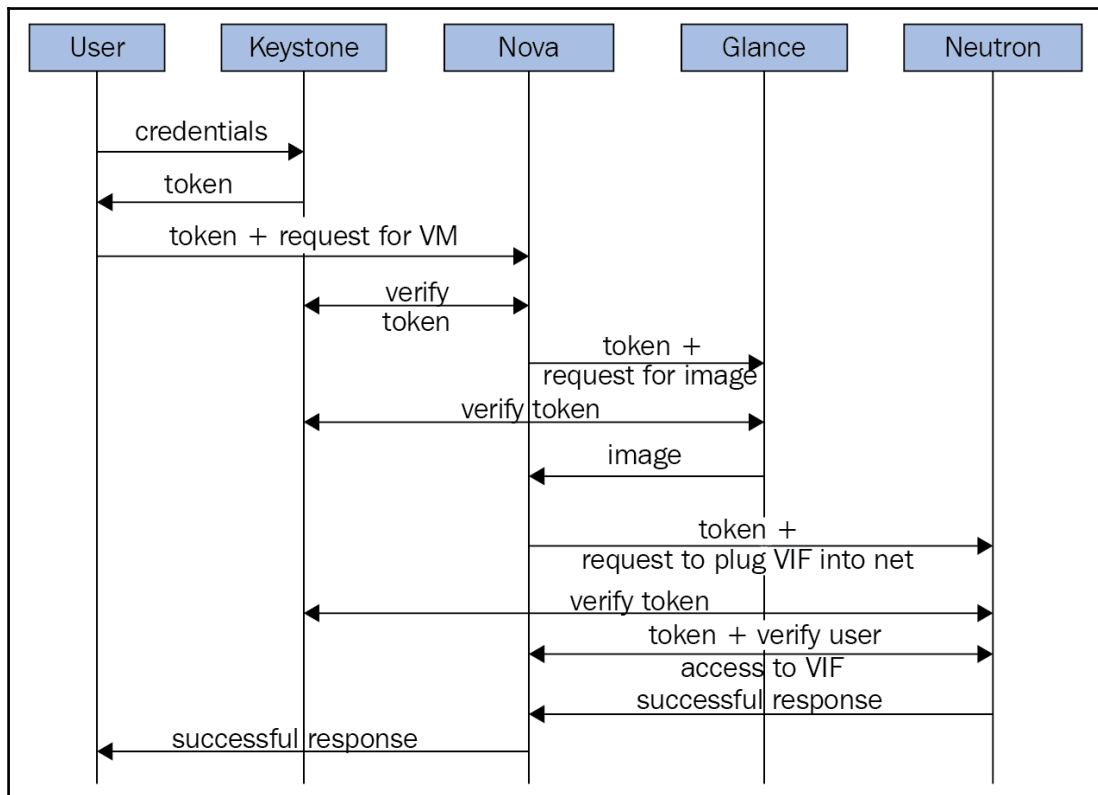 User
Keystone
Nova
Glance
Neutron
credentials
token
token + request for VM
verify
token
token +
request for image
verify token
image
token +
request to plug VIF into net
verify token
token + verify user
access to VIF
successful response
successful response